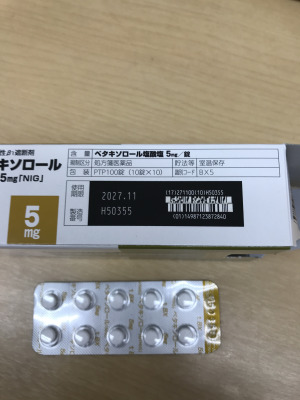 性β1遮断剤
キソロール
5mg「NIG」
5
mg
含量 ベタキソロール塩酸塩 5mg/錠
規制区分 処方箋医薬品 貯法等 室温保存
包装 PTP100錠(10錠×10) 識別コード BX5
使用期限 2027.11
製造番号 H50355
(17)271100(10)H50355
(01)14987123872840